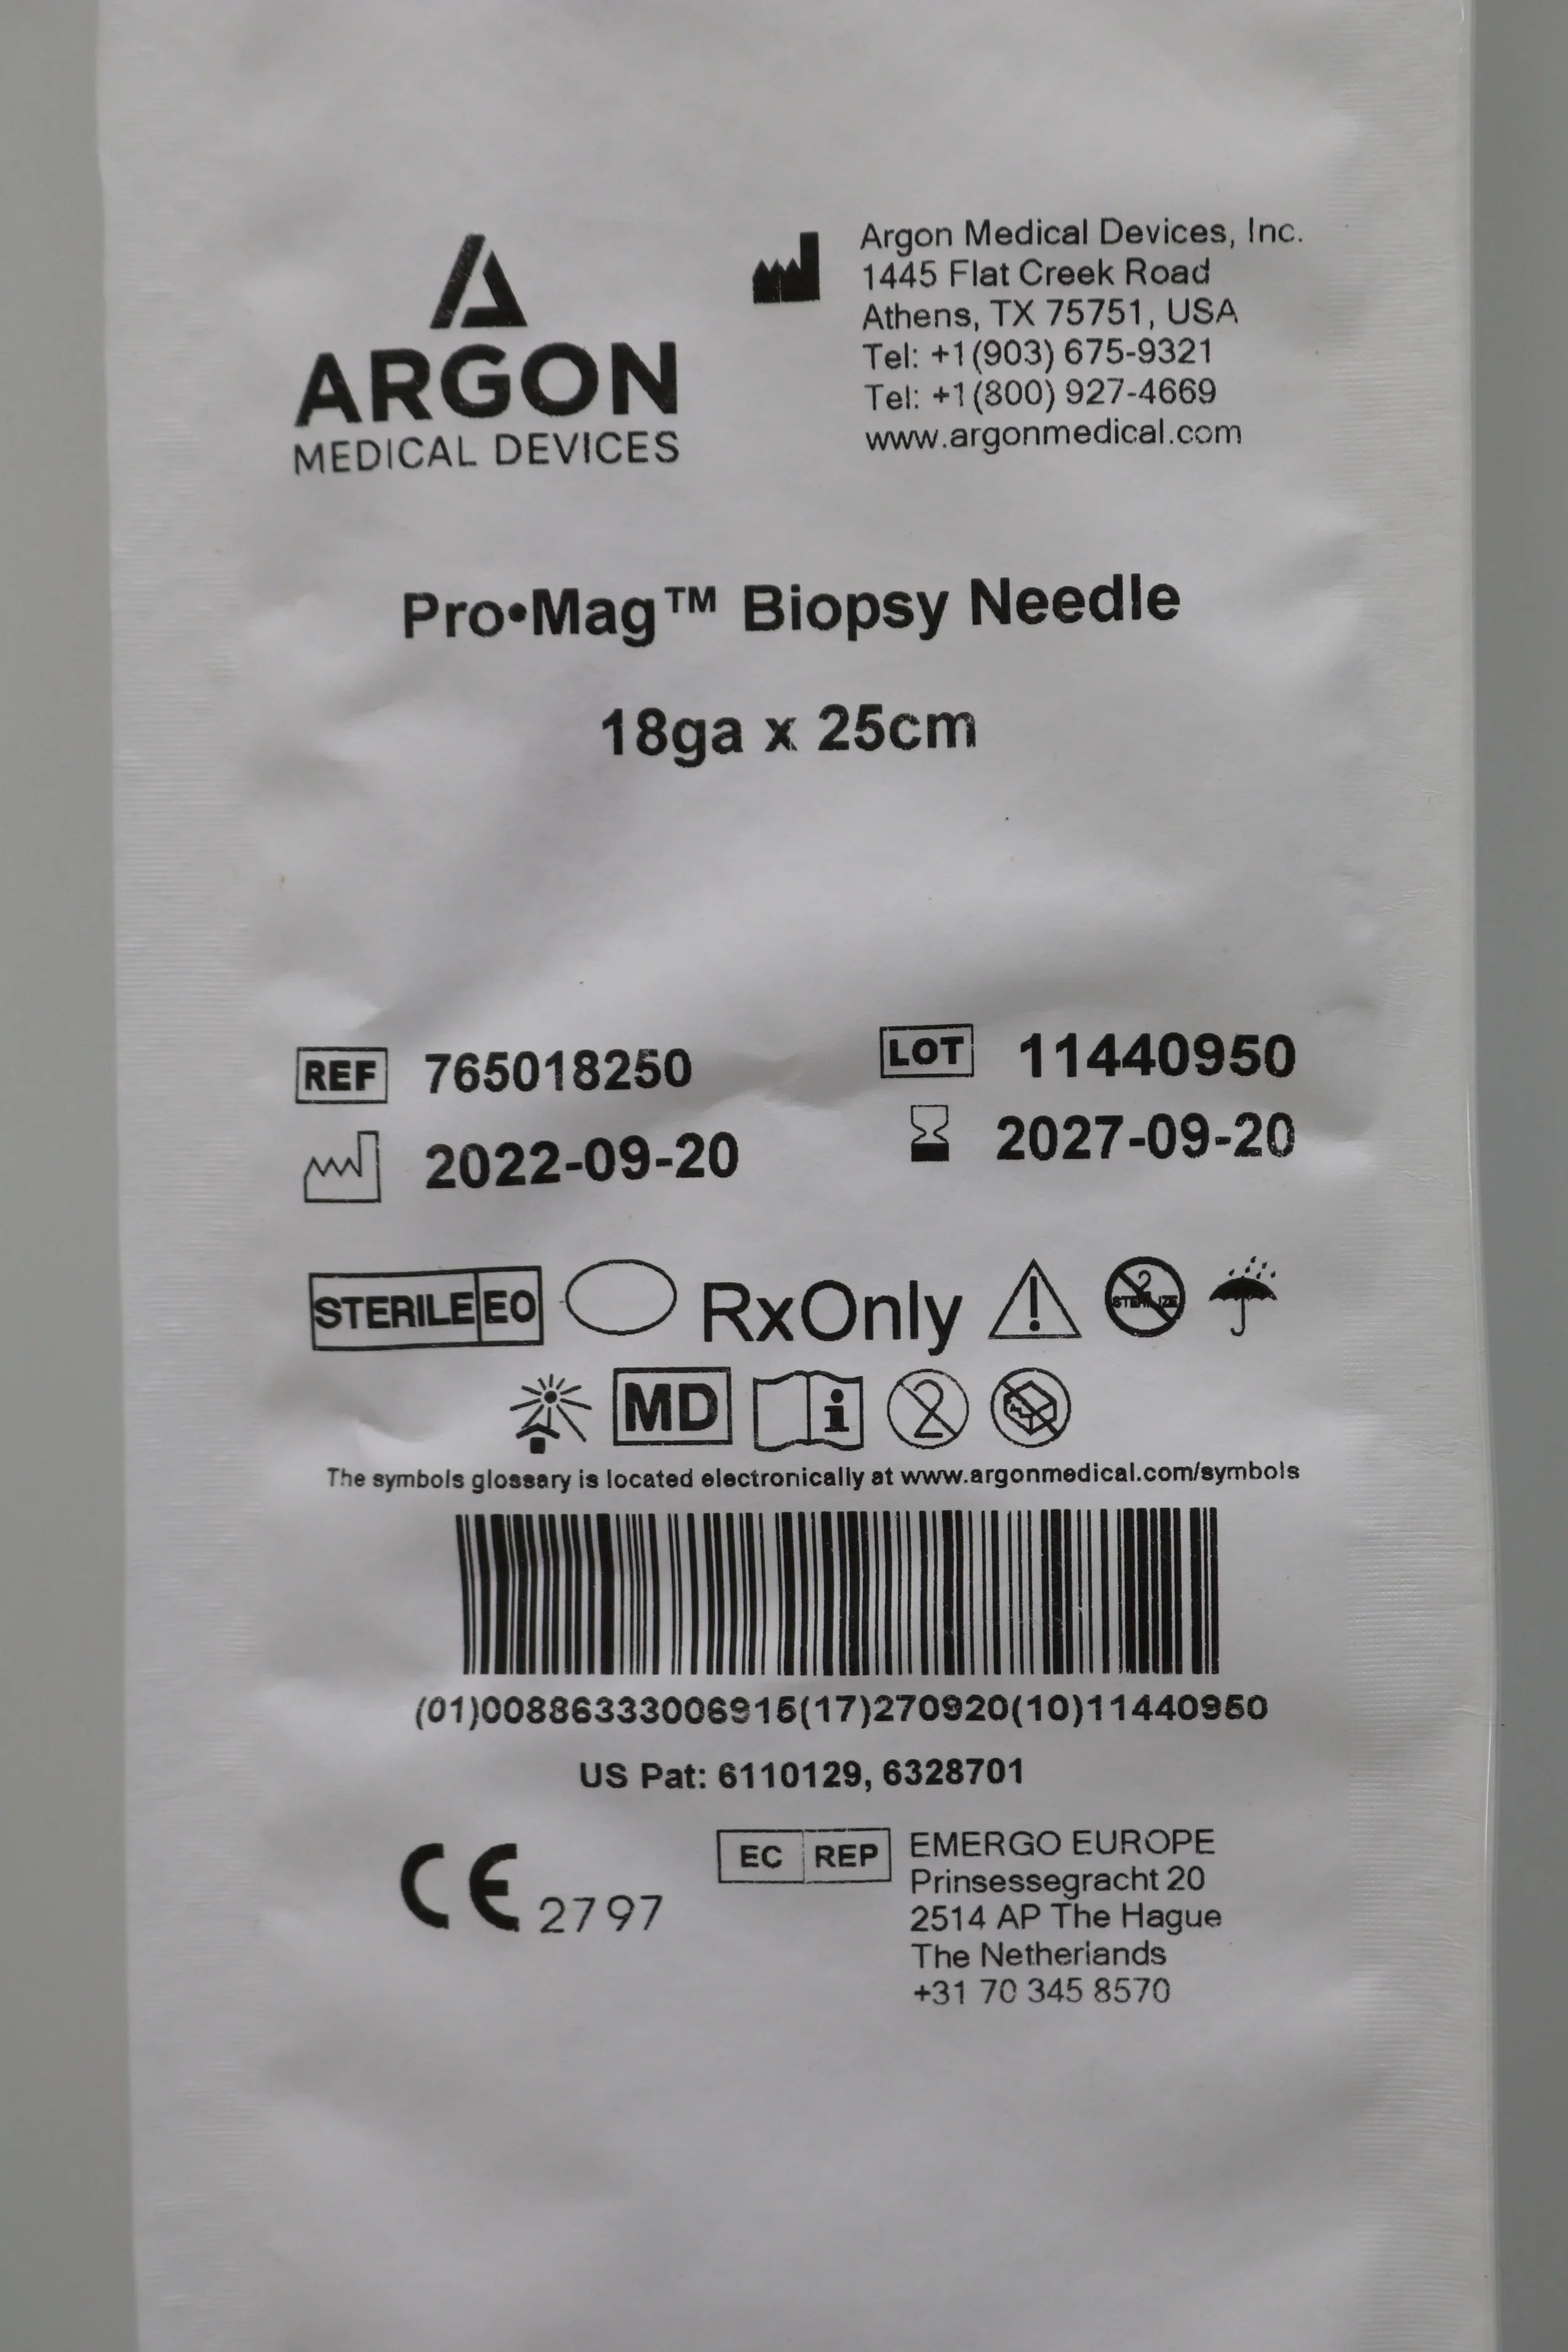 ARGON
MEDICAL DEVICES
Argon Medical Devices, Inc.
1445 Flat Creek Road
Athens, TX 75751, USA
Tel: +1(903) 675-9321
Tel: +1(800) 927-4669
www.argonmedical.com
Pro•Mag™ Biopsy Needle
18ga x 25cm
REF 765018250
LOT 11440950
2022-09-20
2027-09-20
STERILE EO RxOnly 2 STERILIZE
MD i 2
The symbols glossary is located electronically at www.argonmedical.com/symbols
(01)00886333006915(17)270920(10)11440950
US Pat: 6110129, 6328701
CE 2797
EC REP
EMERGO EUROPE
Prinsessegracht 20
2514 AP The Hague
The Netherlands
+31 70 345 8570